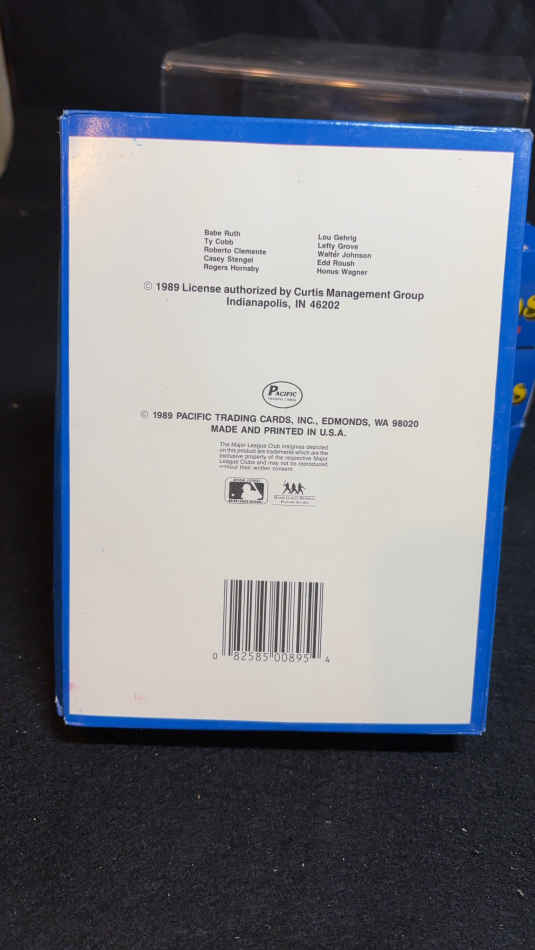 Babe Ruth
Ty Cobb
Roberto Clemente
Casey Stengel
Rogers Hornsby
Lou Gehrig
Lefty Grove
Walter Johnson
Edd Roush
Honus Wagner
© 1989 License authorized by Curtis Management Group
Indianapolis, IN 46202
PACIFIC
TRADING CARDS
© 1989 PACIFIC TRADING CARDS, INC., EDMONDS, WA 98020
MADE AND PRINTED IN U.S.A.
The Major League Club insignias depicted
on this product are trademarks which are the
exclusive property of the respective Major
League Clubs and may not be reproduced
without their written consent.
0 82585 00895 4